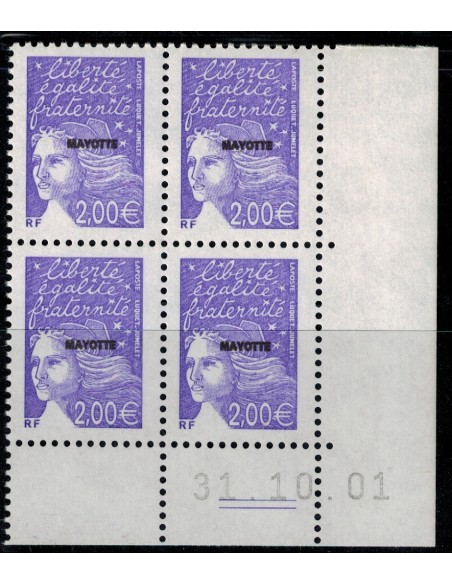 liberté
égalité
fraternité
LAPOSTE LUQUET.JUMELET
MAYOTTE
2,00€
RF
liberté
égalité
fraternité
LAPOSTE LUQUET.JUMELET
MAYOTTE
2,00€
RF
liberté
égalité
fraternité
LAPOSTE LUQUET.JUMELET
MAYOTTE
2,00€
RF
liberté
égalité
fraternité
LAPOSTE LUQUET.JUMELET
MAYOTTE
2,00€
RF
31.10.01